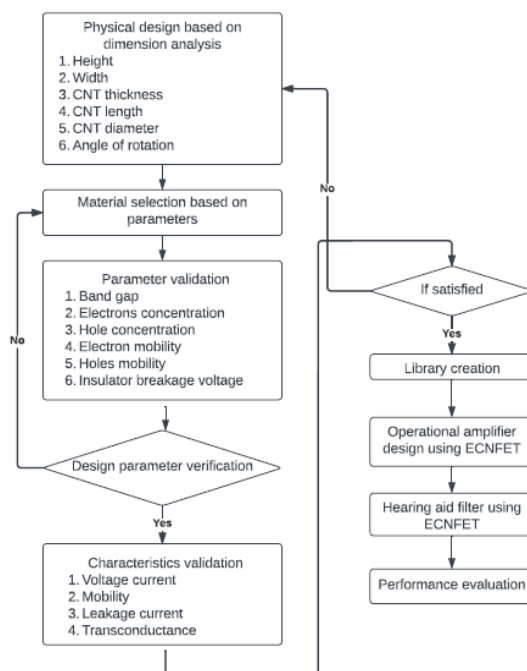 Physical design based on
dimension analysis
1. Height
2. Width
3. CNT thickness
4. CNT length
5. CNT diameter
6. Angle of rotation
Material selection based on
parameters
Parameter validation
1. Band gap
2. Electrons concentration
3. Hole concentration
4. Electron mobility
5. Holes mobility
6. Insulator breakage voltage
No
Design parameter verification
Yes
Characteristics validation
1. Voltage current
2. Mobility
3. Leakage current
4. Transconductance
No
If satisfied
Yes
Library creation
Operational amplifier
design using ECNFET
Hearing aid filter using
ECNFET
Performance evaluation